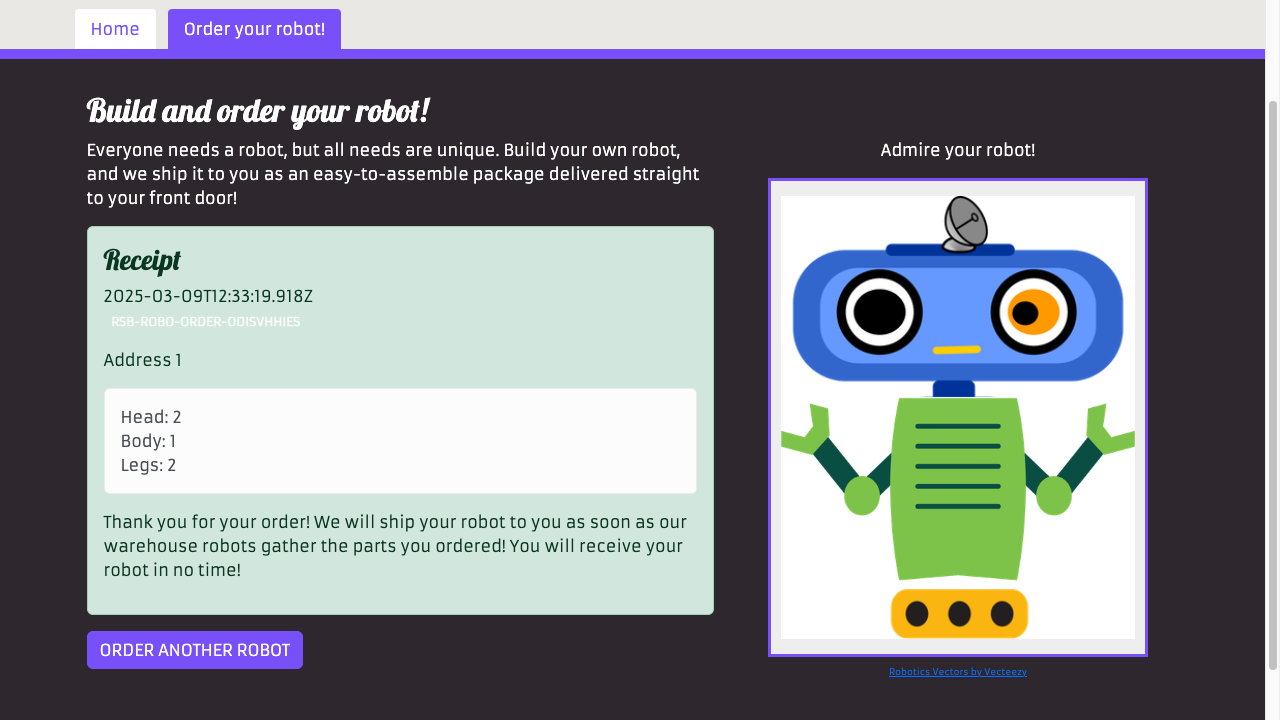 Home
Order your robot!
Build and order your robot!
Everyone needs a robot, but all needs are unique. Build your own robot,
and we ship it to you as an easy-to-assemble package delivered straight
to your front door!
Receipt
2025-03-09T12:33:19.918Z
RSB-ROBO-ORDER-ODISVHHIES
Address 1
Head: 2
Body: 1
Legs: 2
Thank you for your order! We will ship your robot to you as soon as our
warehouse robots gather the parts you ordered! You will receive your
robot in no time!
ORDER ANOTHER ROBOT
Admire your robot!
Robotics Vectors by Vecteezy